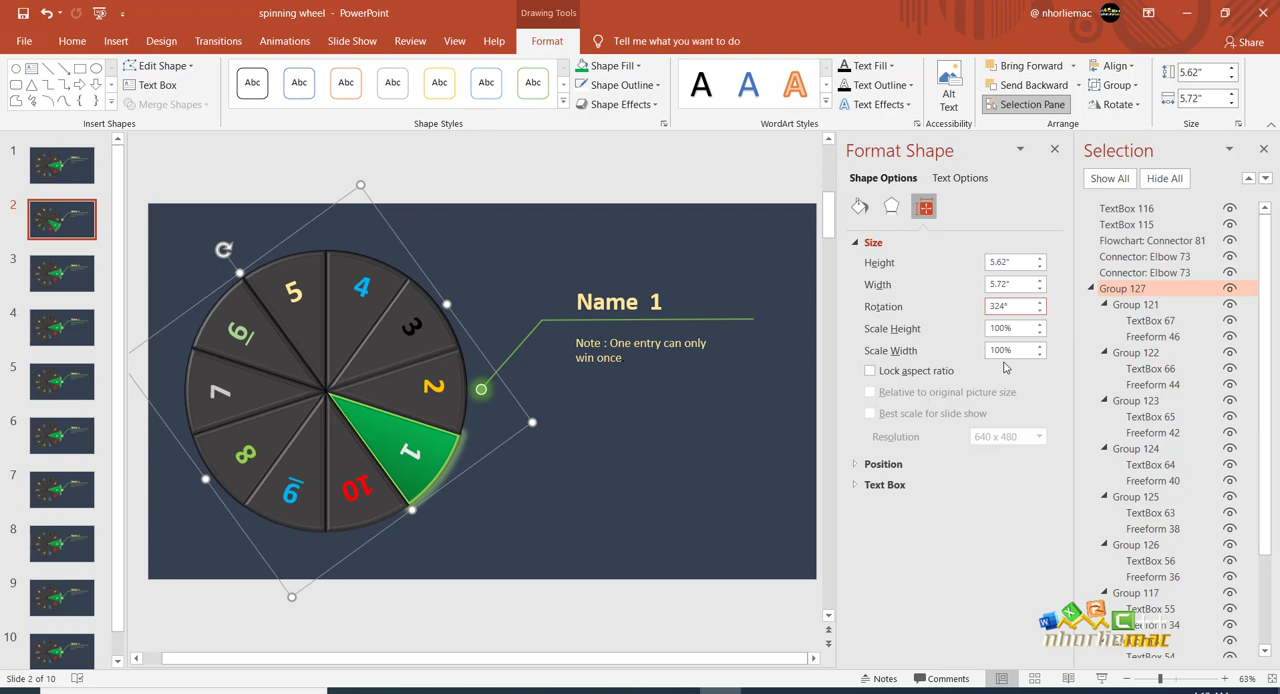 spinning wheel - PowerPoint
Drawing Tools
@ nhorliemac
File
Home
Insert
Design
Transitions
Animations
Slide Show
Review
View
Help
Format
Tell me what you want to do
Share
Edit Shape
Text Box
Merge Shapes
Insert Shapes
Abc
Abc
Abc
Abc
Abc
Abc
Abc
Shape Fill
Shape Outline
Shape Effects
Shape Styles
A
A
A
Text Fill
Text Outline
Text Effects
WordArt Styles
Alt
Text
Accessibility
Bring Forward
Send Backward
Selection Pane
Align
Group
Rotate
Arrange
5.62"
5.72"
Size
1
2
3
4
5
6
7
8
9
10
5
4
3
2
1
10
9
8
7
6
Name 1
Note : One entry can only
win once
Format Shape
Shape Options
Text Options
Size
Height
5.62"
Width
5.72"
Rotation
324°
Scale Height
100%
Scale Width
100%
Lock aspect ratio
Relative to original picture size
Best scale for slide show
Resolution
640 x 480
Position
Text Box
Selection
Show All
Hide All
TextBox 116
TextBox 115
Flowchart: Connector 81
Connector: Elbow 73
Connector: Elbow 73
Group 127
Group 121
TextBox 67
Freeform 46
Group 122
TextBox 66
Freeform 44
Group 123
TextBox 65
Freeform 42
Group 124
TextBox 64
Freeform 40
Group 125
TextBox 63
Freeform 38
Group 126
TextBox 56
Freeform 36
Group 117
TextBox 55
Freeform 34
TextBox 54
nhorliemac
Slide 2 of 10
Notes
Comments
63%